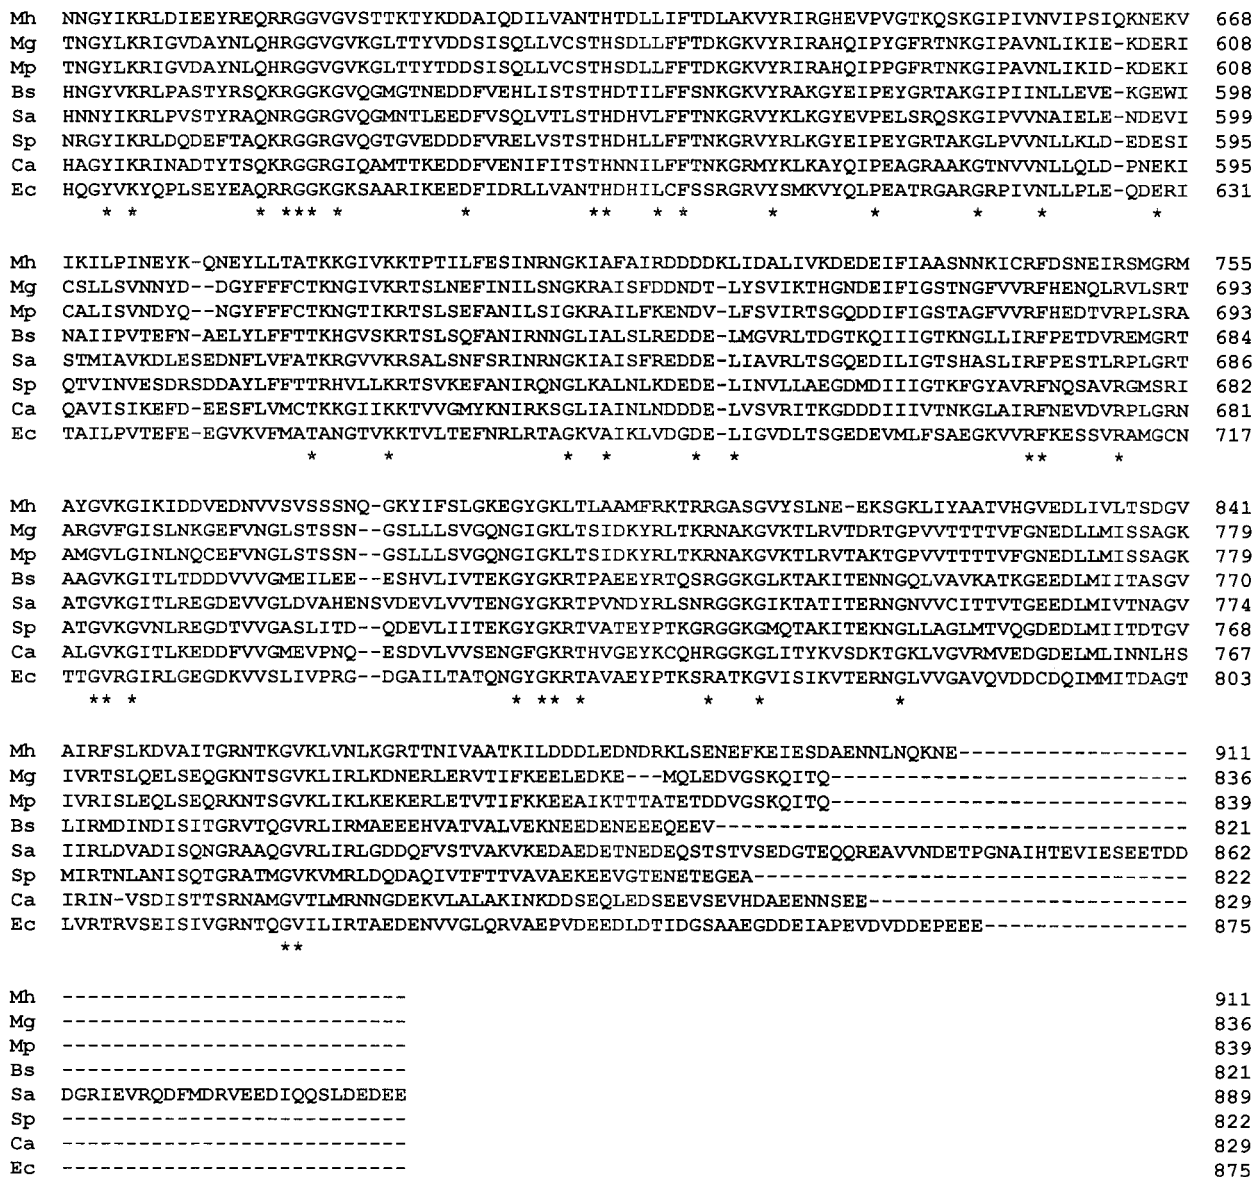 Mh NNGYIKRLDIEEYREQRRGGVGVSTTKTYKDDAIQDILVANTHTDLLIFTDLAKVYRIRGHEVPVGTKQSKGIPIVNVIPSIQKNEKV 668
Mg TNGYLKRIGVDAYNLQHRGGVGVKGLTTYVDDSISQLLVCSTHSDLLFFTDKGKVYRIRAHQIPYGFRTNKGIPAVNLIKIE-KDERI 608
Mp TNGYLKRIGVDAYNLQHRGGVGVKGLTTYTDDSISQLLVCSTHSDLLFFTDKGKVYRIRAHQIPPGFRTNKGIPAVNLIKID-KDEKI 608
Bs HNGYVKRLPASTYRSQKRGGKGVQGMGTNEDDFVEHLISTSTHDTILFFSNKGKVYRAKGYEIPEYGRTAKGIPIINLLEVE-KGEWI 598
Sa HNNYIKRLPVSTYRAQNRGGRGVQGMNTLEEDFVSQLVTLSTHDHVLFFTNKGRVYKLKGYEVPELSRQSKGIPVVNAIELE-NDEVI 599
Sp NRGYIKRLDQDEFTAQKRGGRGVQGTGVEDDDFVRELVSTSTHDHLLFFTNKGRVYRLKGYEIPEYGRTAKGLPVVNLLKLD-EDESI 595
Ca HAGYIKRINADTYTSQKRGGRGIQAMTTKEDDFVENIFITSTHNNILFFTNKGRMYKLKAYQIPEAGRAAKGTNVVNLLQLD-PNEKI 595
Ec HQGYVKYQPLSEYEAQRRGGKGKSAARIKEEDFIDRLLVANTHDHILCFSSRGRVYSMKVYQLPEATRGARGRPIVNLLPLE-QDERI 631
* * * *** * * ** * * * * * * *
Mh IKILPINEYK-QNEYLLTATKKGIVKKTPTILFESINRNGKIAFAIRDDDDKLIDALIVKDEDEIFIAASNNKICRFDSNEIRSMGRM 755
Mg CSLLSVNNYD--DGYFFFCTKNGIVKRTSLNEFINILSNGKRAISFDDNDT-LYSVIKTHGNDEIFIGSTNGFVVRFHENQLRVLSRT 693
Mp CALISVNDYQ--NGYFFFCTKNGTIKRTSLSEFANILSIGKRAILFKENDV-LFSVIRTSGQDDIFIGSTAGFVVRFHEDTVRPLSRA 693
Bs NAIIPVTEFN-AELYLFFTTKHGVSKRTSLSQFANIRNNGLIALSLREDDE-LMGVRLTDGTKQIIIGTKNGLLIRFPETDVREMGRT 684
Sa STMIAVKDLESEDNFLVFATKRGVVKRSALSNFSRINRNGKIAISFREDDE-LIAVRLTSGQEDILIGTSHASLIRFPESTLRPLGRT 686
Sp QTVINVESDRSDDAYLFFTTRHVLLKRTSVKEFANIRQNGLKALNLKDEDE-LINVLLAEGDMDIIIGTKFGYAVRFNQSAVRGMSRI 682
Ca QAVISIKEFD-EESFLVMCTKKGIIKKTVVGMYKNIRKSGLIAINLNDDDE-LVSVRITKGDDDIIIVTNKGLAIRFNEVDVRPLGRN 681
Ec TAILPVTEFE-EGVKVFMATANGTVKKTVLTEFNRLRTAGKVAIKLVDGDE-LIGVDLTSGEDEVMLFSAEGKVVRFKESSVRAMGCN 717
* * * * * * ** *
Mh AYGVKGIKIDDVEDNVVSVSSSNQ-GKYIFSLGKEGYGKLTLAAMFRKTRRGASGVYSLNE-EKSGKLIYAATVHGVEDLIVLTSDGV 841
Mg ARGVFGISLNKGEFVNGLSTSSN--GSLLLSVGQNGIGKLTSIDKYRLTKRNAKGVKTLRVTDRTGPVVTTTTVFGNEDLLMISSAGK 779
Mp AMGVLGINLNQCEFVNGLSTSSN--GSLLLSVGQNGIGKLTSIDKYRLTKRNAKGVKTLRVTAKTGPVVTTTTVFGNEDLLMISSAGK 779
Bs AAGVKGITLTDDDVVVGMEILEE--ESHVLIVTEKGYGKRTPAEEYRTQSRGGKGLKTAKITENNGQLVAVKATKGEEDLMIITASGV 770
Sa ATGVKGITLREGDEVVGLDVAHENSVDEVLVVTENGYGKRTPVNDYRLSNRGGKGIKTATITERNGNVVCITTVTGEEDLMIVTNAGV 774
Sp ATGVKGVNLREGDTVVGASLITD--QDEVLIITEKGYGKRTVATEYPTKGRGGKGMQTAKITEKNGLLAGLMTVQGDEDLMIITDTGV 768
Ca ALGVKGITLKEDDFVVGMEVPNQ--ESDVLVVSENGFGKRTHVGEYKCQHRGGKGLITYKVSDKTGKLVGVRMVEDGDELMLINNLHS 767
Ec TTGVRGIRLGEGDKVVSLIVPRG--DGAILTATQNGYGKRTAVAEYPTKSRATKGVISIKVTERNGLVVGAVQVDDCDQIMMITDAGT 803
** * * ** * * * *
Mh AIRFSLKDVAITGRNTKGVKLVNLKGRTTNIVAATKILDDDLEDNDRKLSENEFKEIESDAENNLNQKNE------------------ 911
Mg IVRTSLQELSEQGKNTSGVKLIRLKDNERLERVTIFKEELEDKE---MQLEDVGSKQITQ---------------------------- 836
Mp IVRISLEQLSEQRKNTSGVKLIKLKEKERLETVTIFKKEEAIKTTTATETDDVGSKQITQ---------------------------- 839
Bs LIRMDINDISITGRVTQGVRLIRMAEEEHVATVALVEKNEEDENEEEQEEV------------------------------------- 821
Sa IIRLDVADISQNGRAAQGVRLIRLGDDQFVSTVAKVKEDAEDETNEDEQSTSTVSEDGTEQQREAVVNDETPGNAIHTEVIESEETDD 862
Sp MIRTNLANISQTGRATMGVKVMRLDQDAQIVTFTTVAVAEKEEVGTENETEGEA---------------------------------- 822
Ca IRIN-VSDISTTSRNAMGVTLMRNNGDEKVLALAKINKDDSEQLEDSEEVSEVHDAEENNSEE------------------------- 829
Ec LVRTRVSEISIVGRNTQGVILIRTAEDENVVGLQRVAEPVDEEDLDTIDGSAAEGDDEIAPEVDVDDEPEEE---------------- 875
**
Mh --------------------------- 911
Mg --------------------------- 836
Mp --------------------------- 839
Bs --------------------------- 821
Sa DGRIEVRQDFMDRVEEDIQQSLDEDEE 889
Sp --------------------------- 822
Ca --------------------------- 829
Ec --------------------------- 875